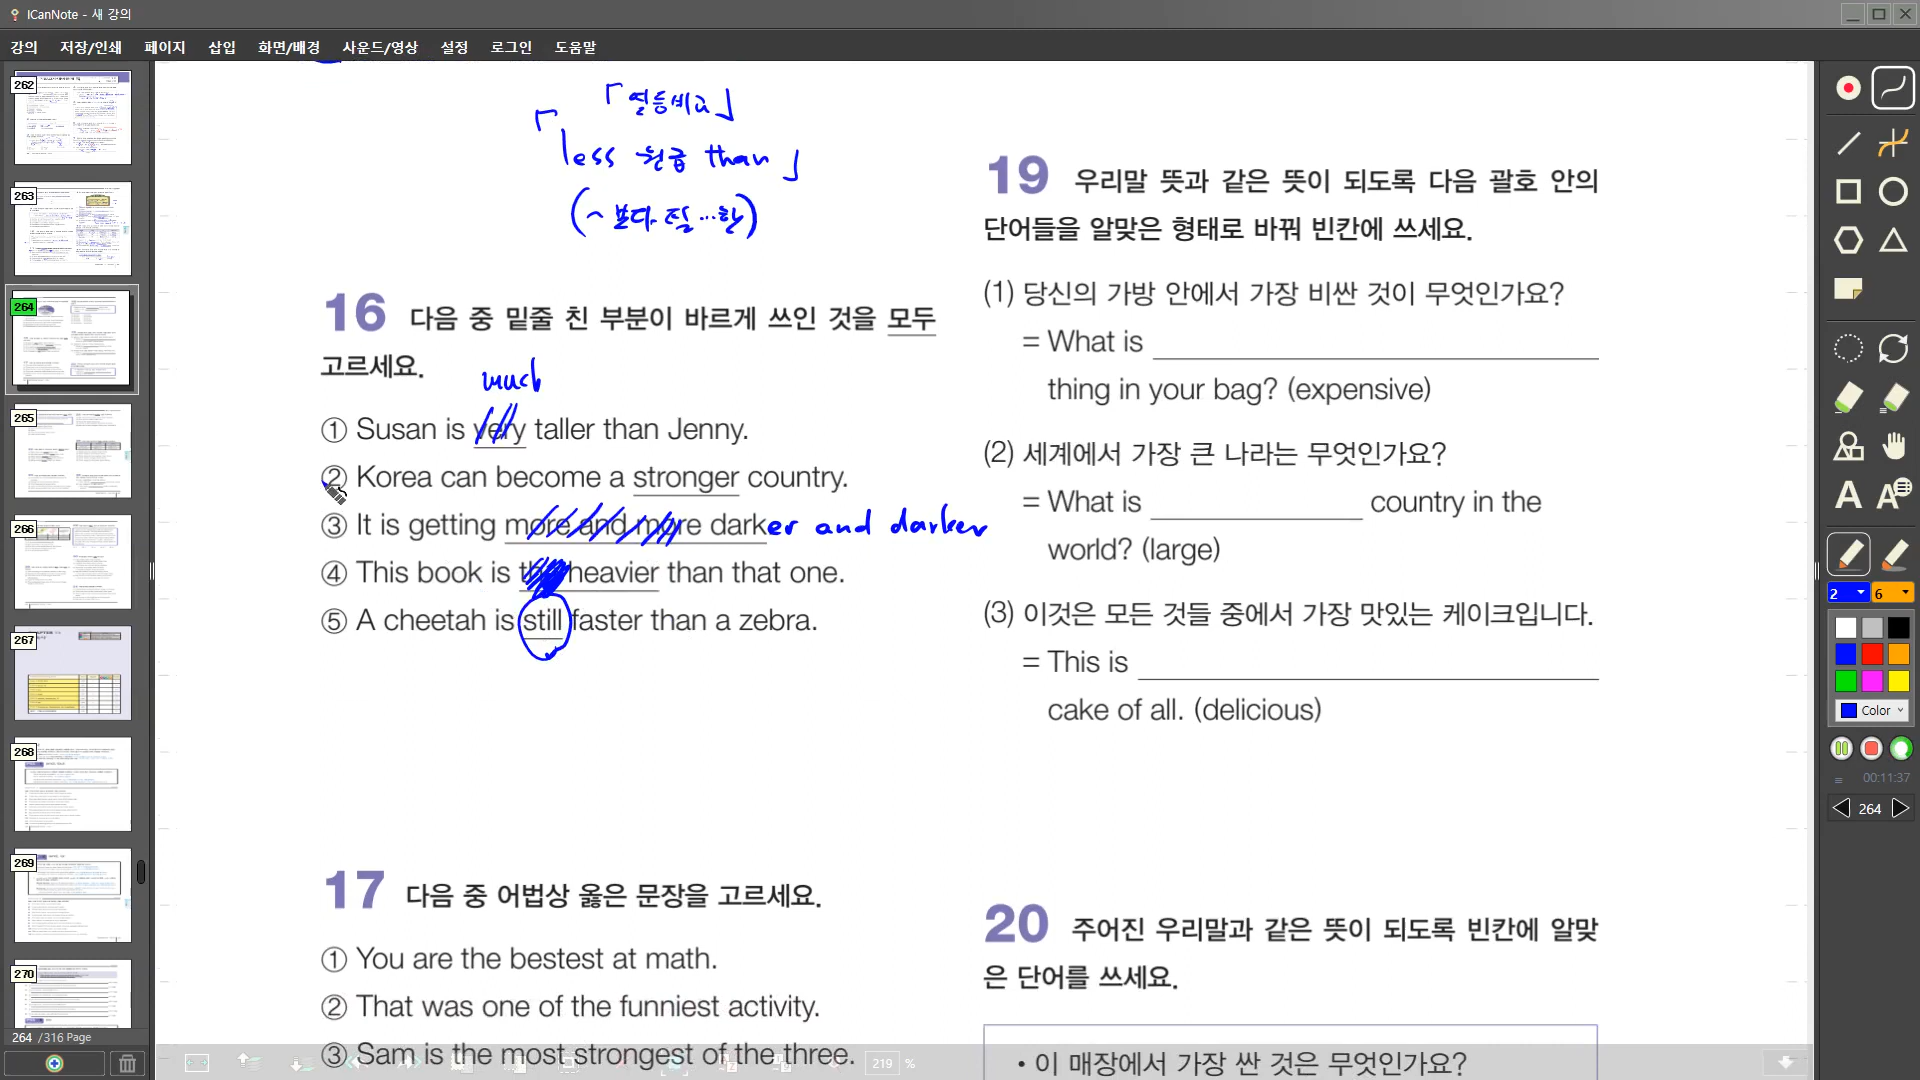 ICanNote - 새 강의
강의 저장/인쇄 페이지 삽입 화면/배경 사운드/영상 설정 로그인 도움말
262
263
264
265
266
267
268
269
270
264 /316 Page
「열등비교」
「less 원급 than」
(~보다 덜 …한)
16 다음 중 밑줄 친 부분이 바르게 쓰인 것을 모두
고르세요.
much
① Susan is very taller than Jenny.
② Korea can become a stronger country.
③ It is getting more and more darker and darker
④ This book is the heavier than that one.
⑤ A cheetah is still faster than a zebra.
17 다음 중 어법상 옳은 문장을 고르세요.
① You are the bestest at math.
② That was one of the funniest activity.
③ Sam is the most strongest of the three.
19 우리말 뜻과 같은 뜻이 되도록 다음 괄호 안의
단어들을 알맞은 형태로 바꿔 빈칸에 쓰세요.
(1) 당신의 가방 안에서 가장 비싼 것이 무엇인가요?
= What is
thing in your bag? (expensive)
(2) 세계에서 가장 큰 나라는 무엇인가요?
= What is country in the
world? (large)
(3) 이것은 모든 것들 중에서 가장 맛있는 케이크입니다.
= This is
cake of all. (delicious)
20 주어진 우리말과 같은 뜻이 되도록 빈칸에 알맞
은 단어를 쓰세요.
• 이 매장에서 가장 싼 것은 무엇인가요?
219 %
2 6
Color
00:11:37
264